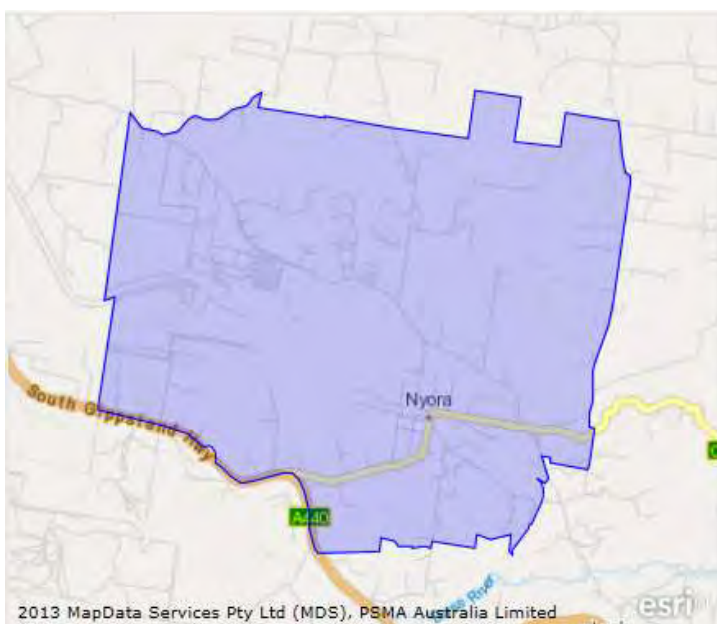 Nyora
South Gippsland Hwy
A440
2013 MapData Services Pty Ltd (MDS), PSMA Australia Limited
esri